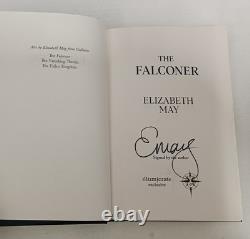 Also by Elizabeth May from Gollancz
The Falconer
The Vanishing Throne
The Fallen Kingdom
THE
FALCONER
ELIZABETH
MAY
EMay
Signed by the author
illumicrate
exclusive